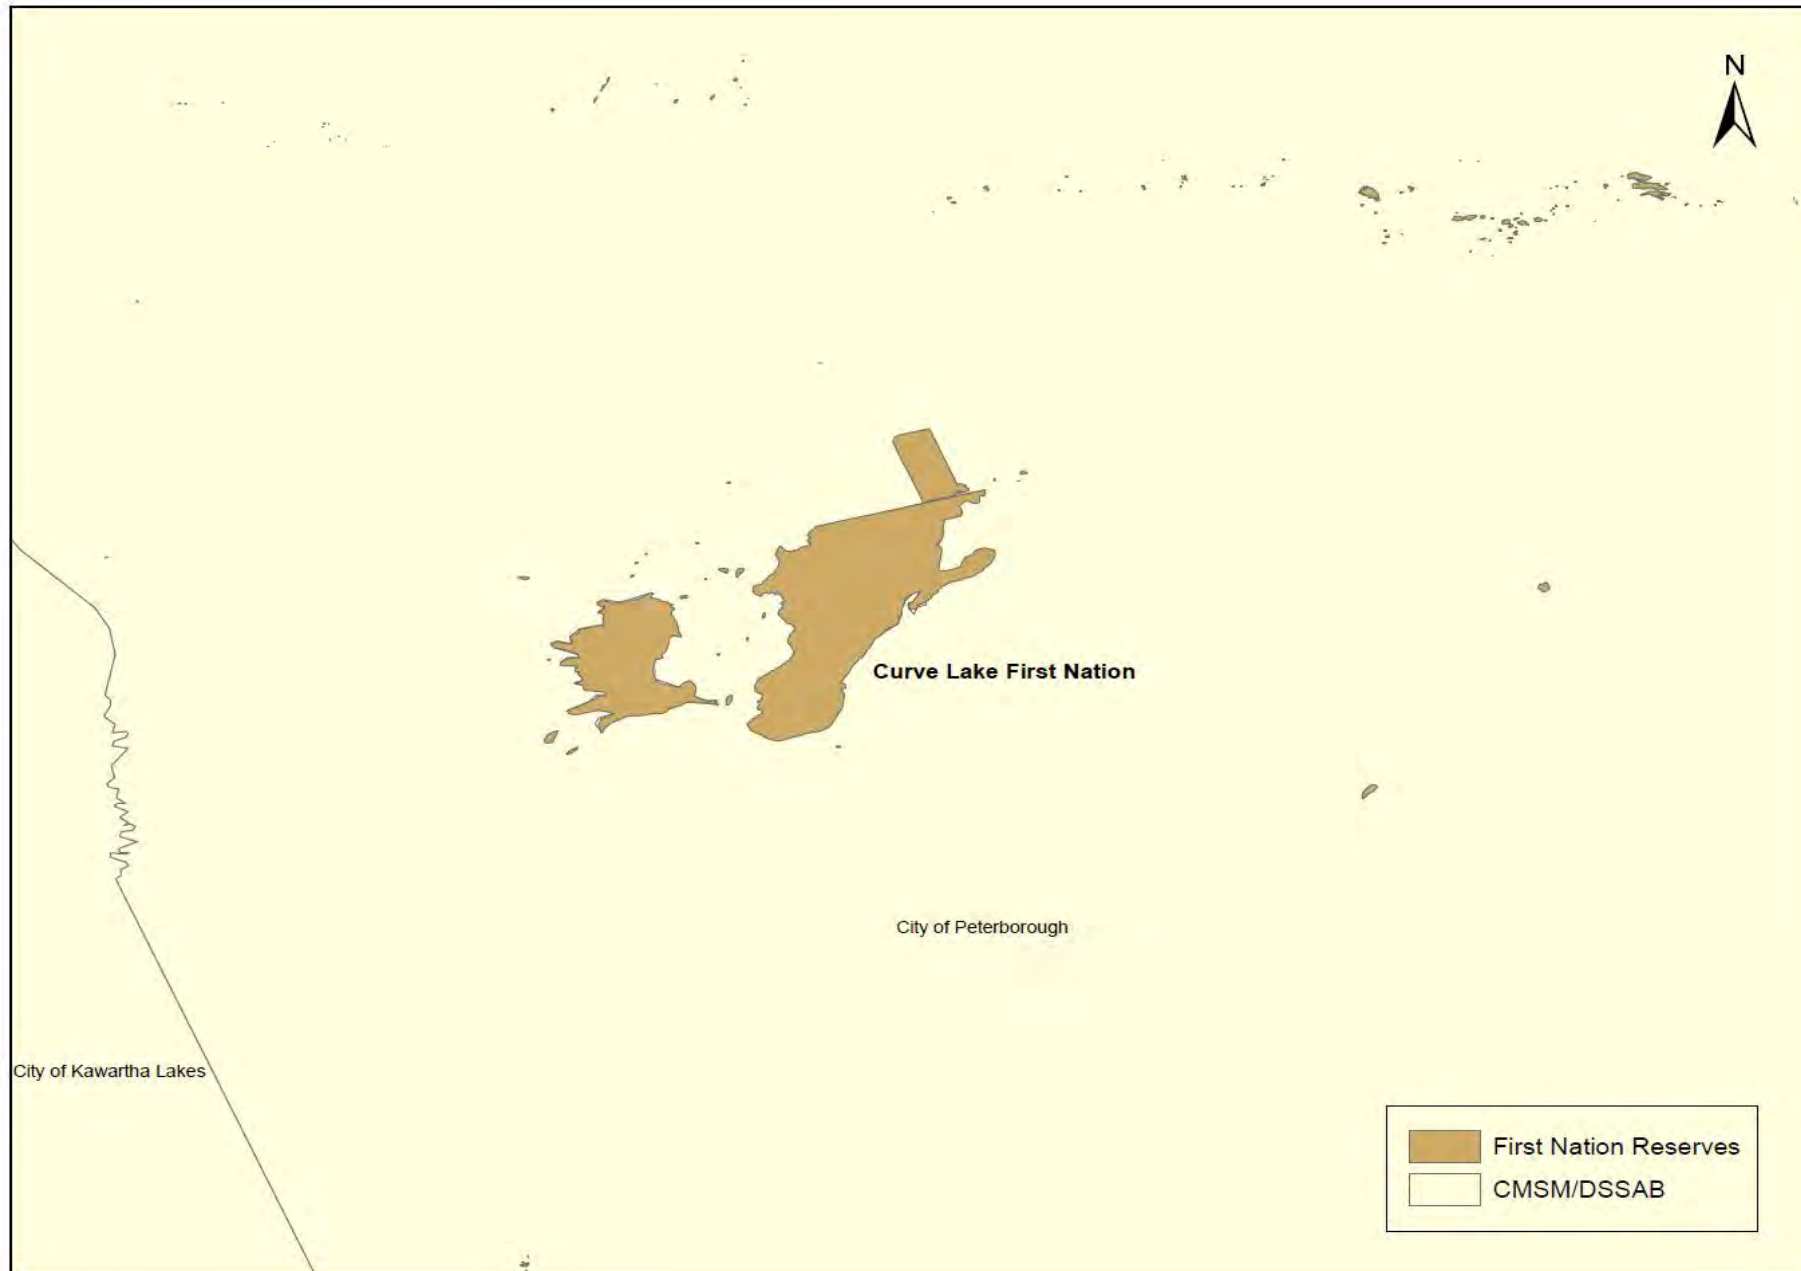 N
Curve Lake First Nation
City of Peterborough
City of Kawartha Lakes
First Nation Reserves
CMSM/DSSAB